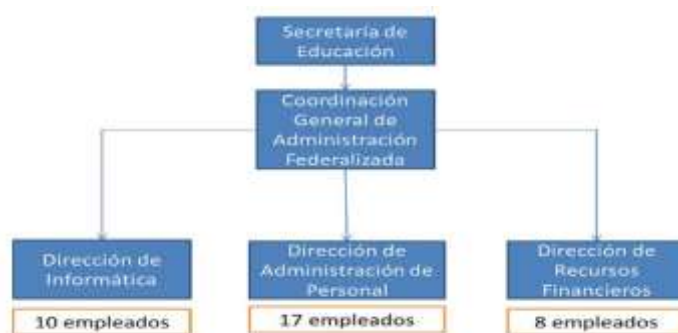 Secretaría de
Educación
Coordinación
General de
Administración
Federalizada
Dirección de
Informática
Dirección de
Administración de
Personal
Dirección de
Recursos
Financieros
10 empleados
17 empleados
8 empleados